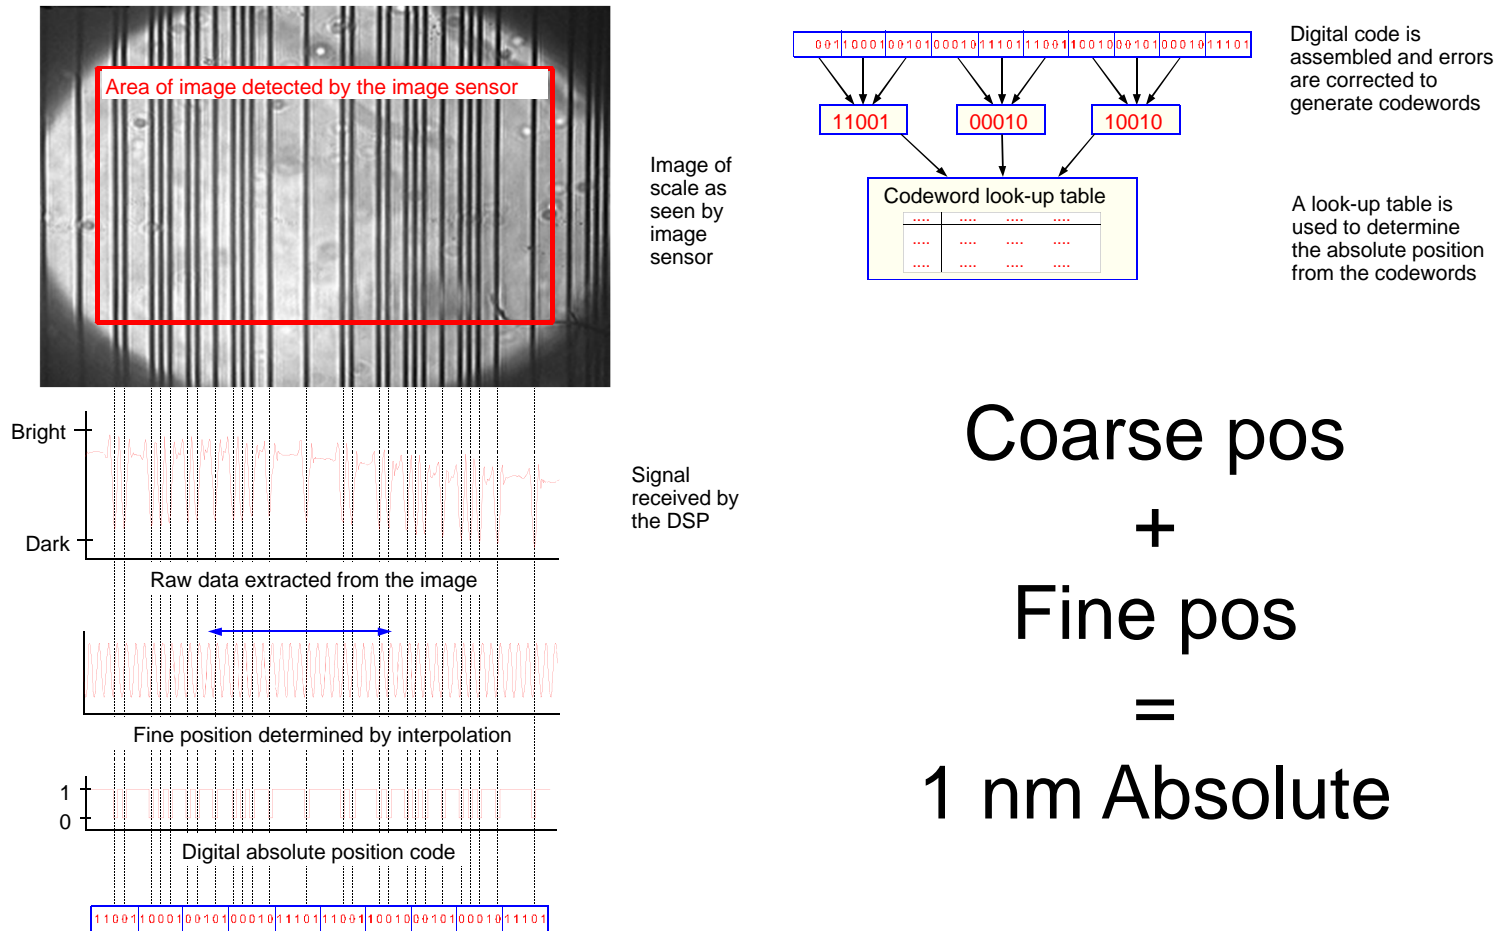 Area of image detected by the image sensor
Image of
scale as
seen by
image
sensor
Bright
Dark
Signal
received by
the DSP
Raw data extracted from the image
Fine position determined by interpolation
1
0
Digital absolute position code
11001100010010100010111011100110010001010001011101
001100010010100010111011100110010001010001011101
Digital code is
assembled and errors
are corrected to
generate codewords
11001 00010 10010
Codeword look-up table
.... .... .... ....
.... .... .... ....
.... .... .... ....
A look-up table is
used to determine
the absolute position
from the codewords
Coarse pos
+
Fine pos
=
1 nm Absolute